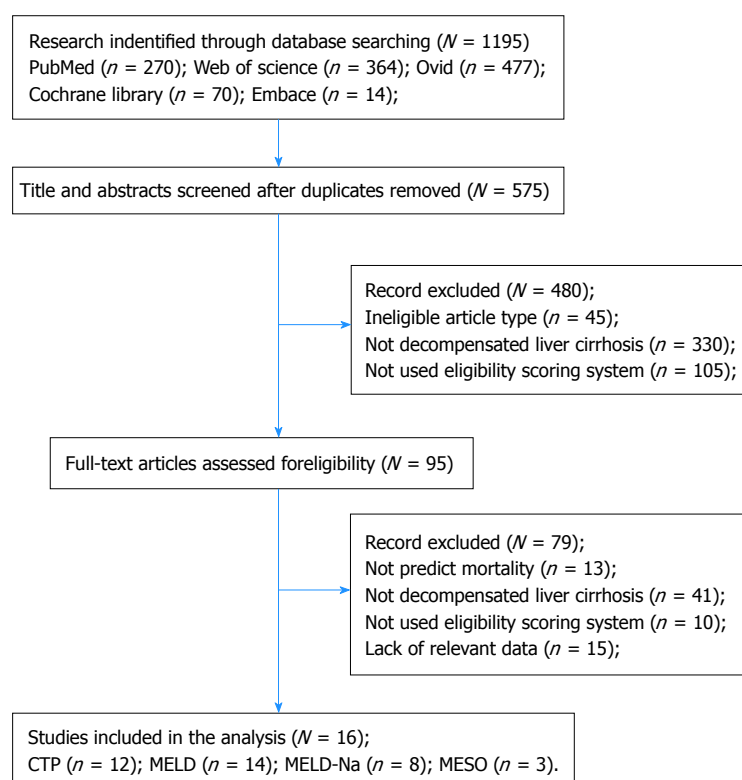 Research indentified through database searching (N = 1195)
PubMed (n = 270); Web of science (n = 364); Ovid (n = 477);
Cochrane library (n = 70); Embace (n = 14);
Title and abstracts screened after duplicates removed (N = 575)
Record excluded (N = 480);
Ineligible article type (n = 45);
Not decompensated liver cirrhosis (n = 330);
Not used eligibility scoring system (n = 105);
Full-text articles assessed foreligibility (N = 95)
Record excluded (N = 79);
Not predict mortality (n = 13);
Not decompensated liver cirrhosis (n = 41);
Not used eligibility scoring system (n = 10);
Lack of relevant data (n = 15);
Studies included in the analysis (N = 16);
CTP (n = 12); MELD (n = 14); MELD-Na (n = 8); MESO (n = 3).